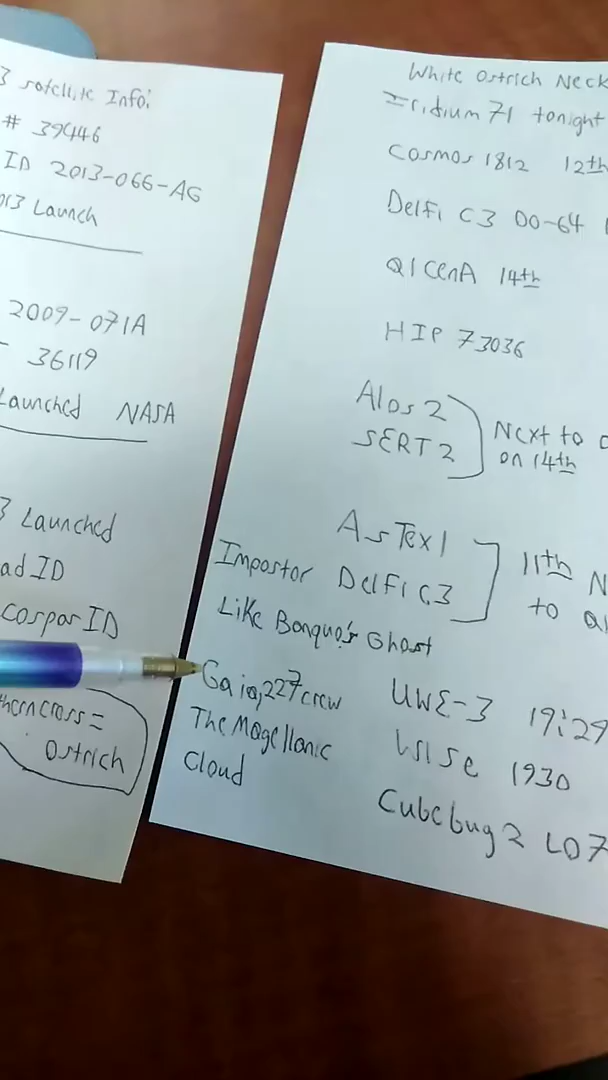 3 satellite Info:
# 39446
ID 2013-066-AG
013 Launch
2009-071A
36119
Launched NASA
3 Launched
ad ID
Cospar ID
thern cross =
Ostrich
White Ostrich Neck
Iridium 71 tonight
Cosmos 1812 12th
Delfi C3 00-64
Q1 CenA 14th
HIP 73036
Alos 2
SERT 2
Next to
on 14th
AsTex 1
Impostor Delfi C3
11th N
to
Like Banquo's Ghost
Gaia, 227 crew
The Magellanic
Cloud
UWE-3 19:29
WISE 1930
Cubebug 2 LO7